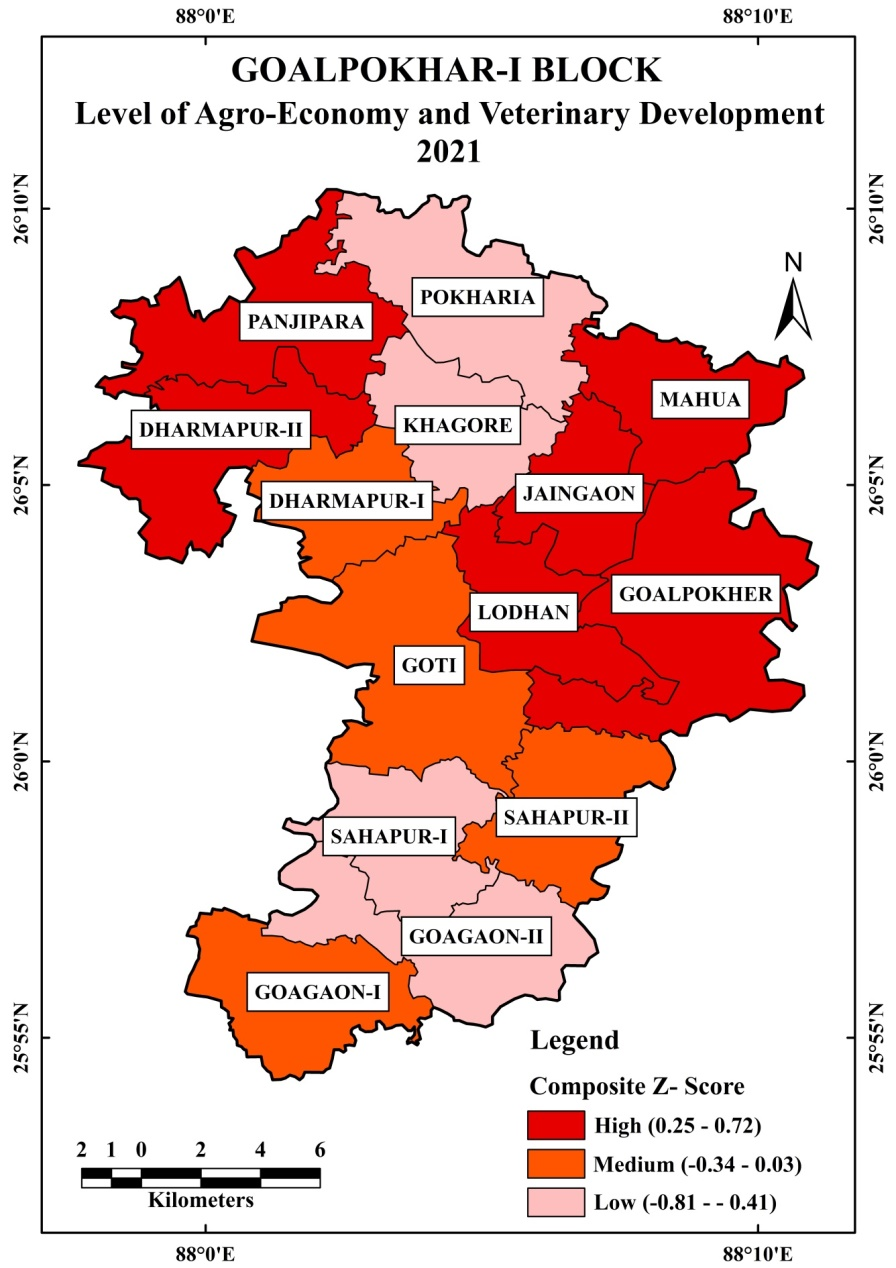 88°0'E
88°10'E
GOALPOKHAR-I BLOCK
Level of Agro-Economy and Veterinary Development
2021
26°10'N
26°10'N
N
POKHARIA
PANJIPARA
MAHUA
KHAGORE
DHARMAPUR-II
26°5'N
26°5'N
JAINGAON
DHARMAPUR-I
GOALPOKHER
LODHAN
GOTI
26°0'N
26°0'N
SAHAPUR-II
SAHAPUR-I
GOAGAON-II
GOAGAON-I
25°55'N
25°55'N
Legend
Composite Z- Score
High (0.25 - 0.72)
Medium (-0.34 - 0.03)
Low (-0.81 - - 0.41)
2 1 0 2 4 6
Kilometers
88°0'E
88°10'E